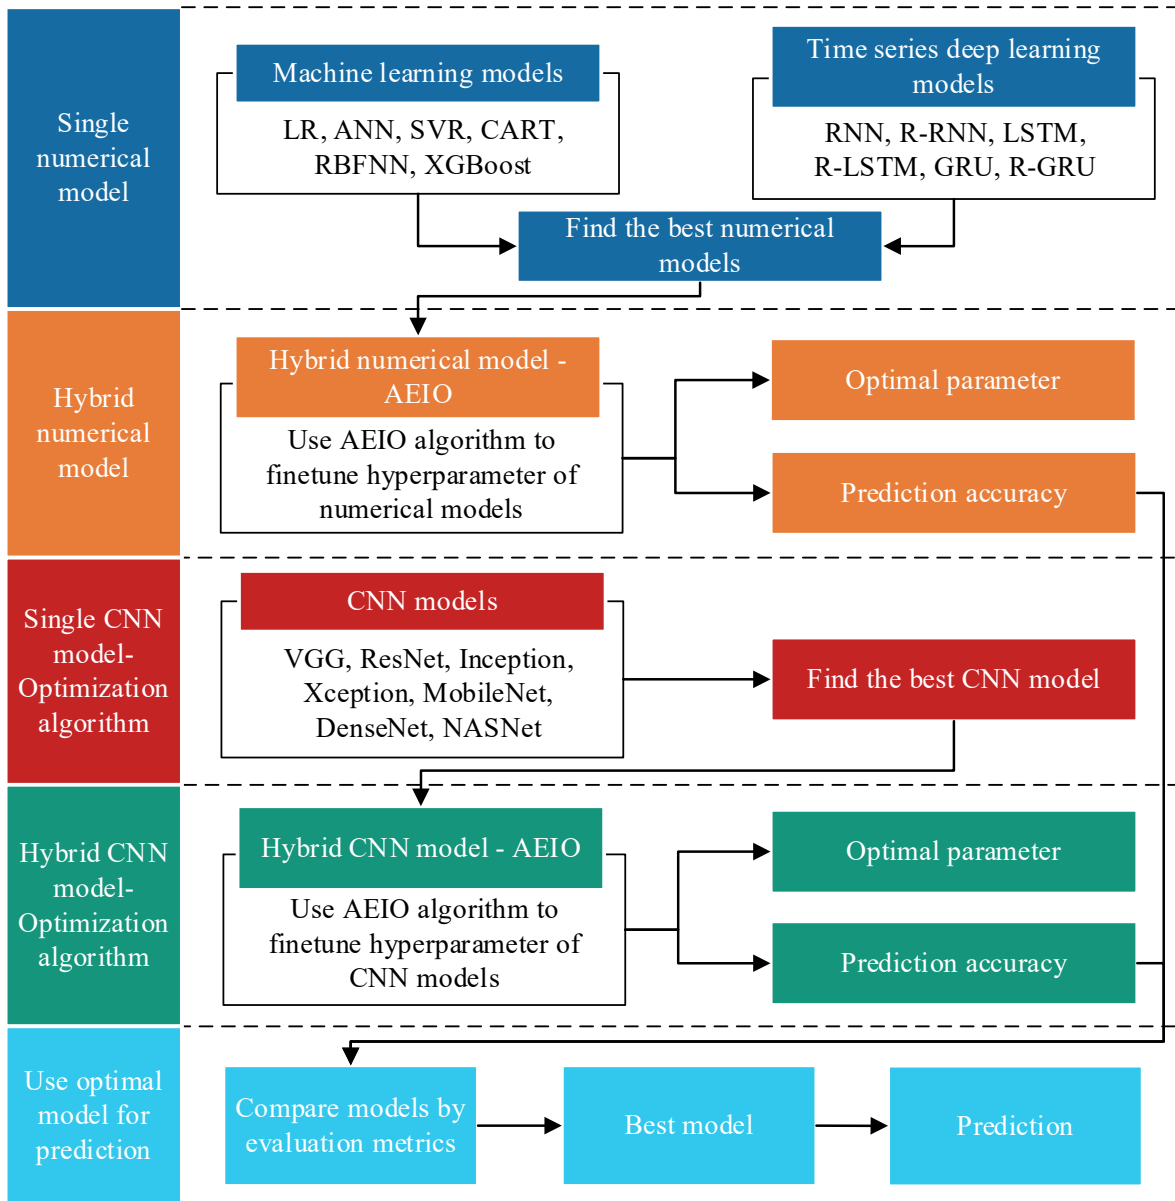 Single
numerical
model
Machine learning models
LR, ANN, SVR, CART,
RBFNN, XGBoost
Time series deep learning
models
RNN, R-RNN, LSTM,
R-LSTM, GRU, R-GRU
Find the best numerical
models
Hybrid
numerical
model
Hybrid numerical model -
AEIO
Use AEIO algorithm to
finetune hyperparameter of
numerical models
Optimal parameter
Prediction accuracy
Single CNN
model-
Optimization
algorithm
CNN models
VGG, ResNet, Inception,
Xception, MobileNet,
DenseNet, NASNet
Find the best CNN model
Hybrid CNN
model-
Optimization
algorithm
Hybrid CNN model - AEIO
Use AEIO algorithm to
finetune hyperparameter of
CNN models
Optimal parameter
Prediction accuracy
Use optimal
model for
prediction
Compare models by
evaluation metrics
Best model
Prediction